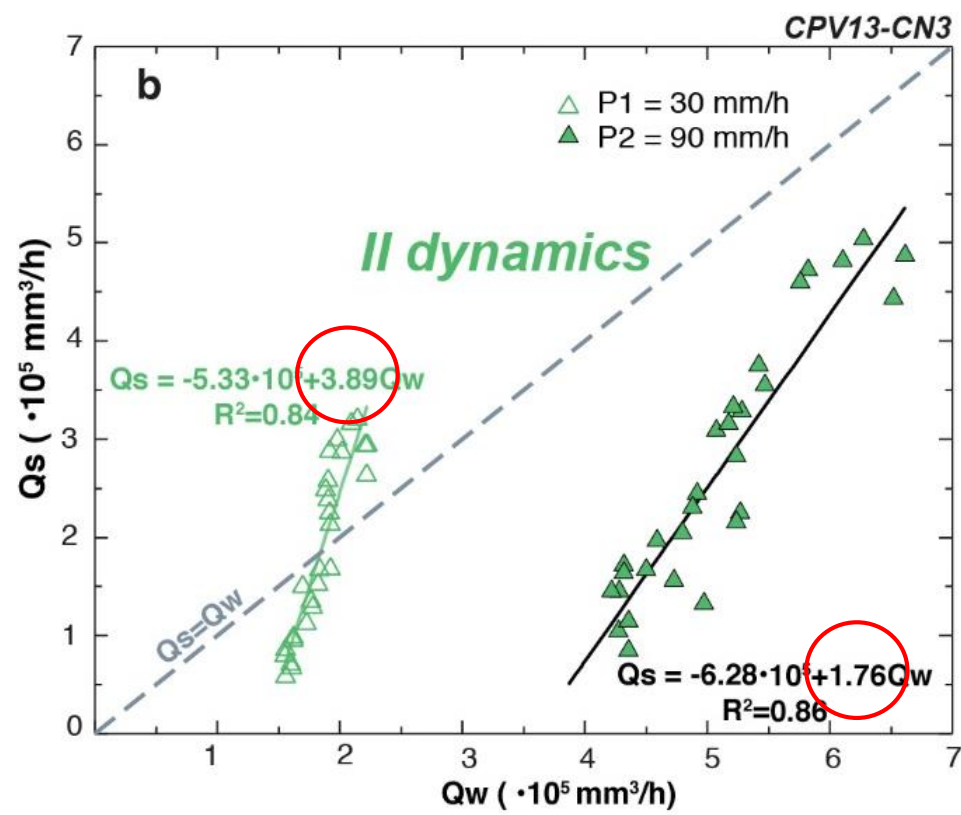 CPV13-CN3
b
P1 = 30 mm/h
P2 = 90 mm/h
II dynamics
Qs = -5.33·10⁵+3.89Qw
R²=0.84
Qs=Qw
Qs = -6.28·10⁵+1.76Qw
R²=0.86
Qs ( ·10⁵ mm³/h)
7
6
5
4
3
2
1
0
1
2
3
4
5
6
7
Qw ( ·10⁵ mm³/h)